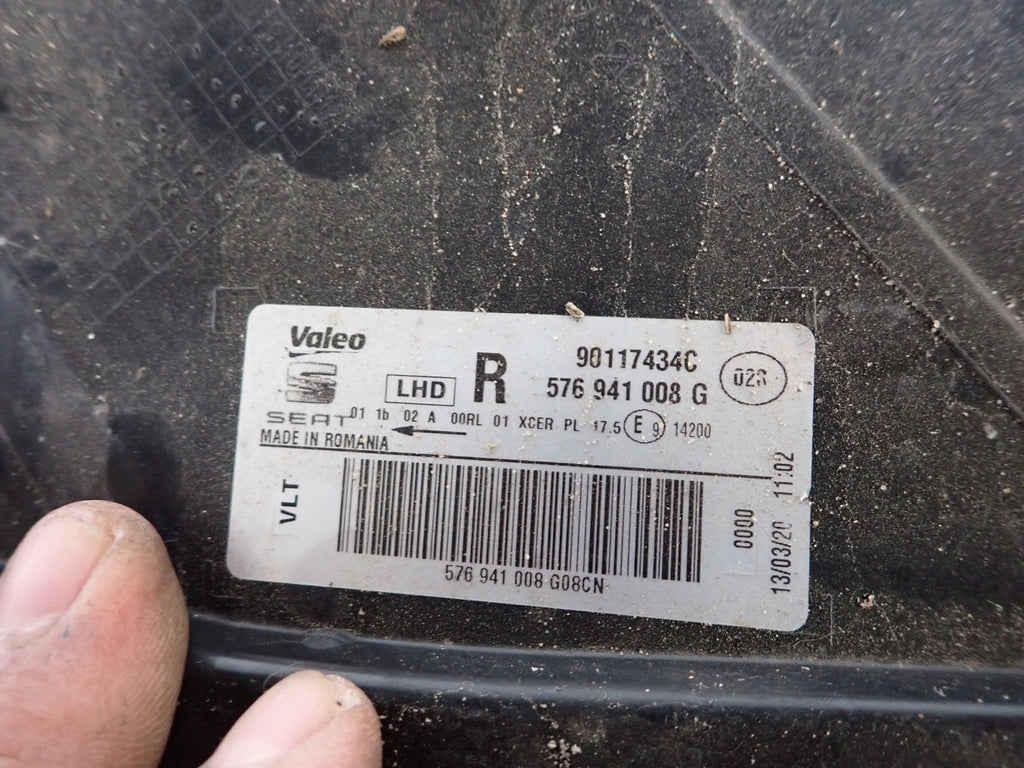 Valeo
90117434C
LHD R 576 941 008 G
SEAT
01 1b 02 A 00RL 01 XCER PL 17.5 E 9 14200
MADE IN ROMANIA
VLT
0000
13/03/20 11:02
576 941 008 G08CN